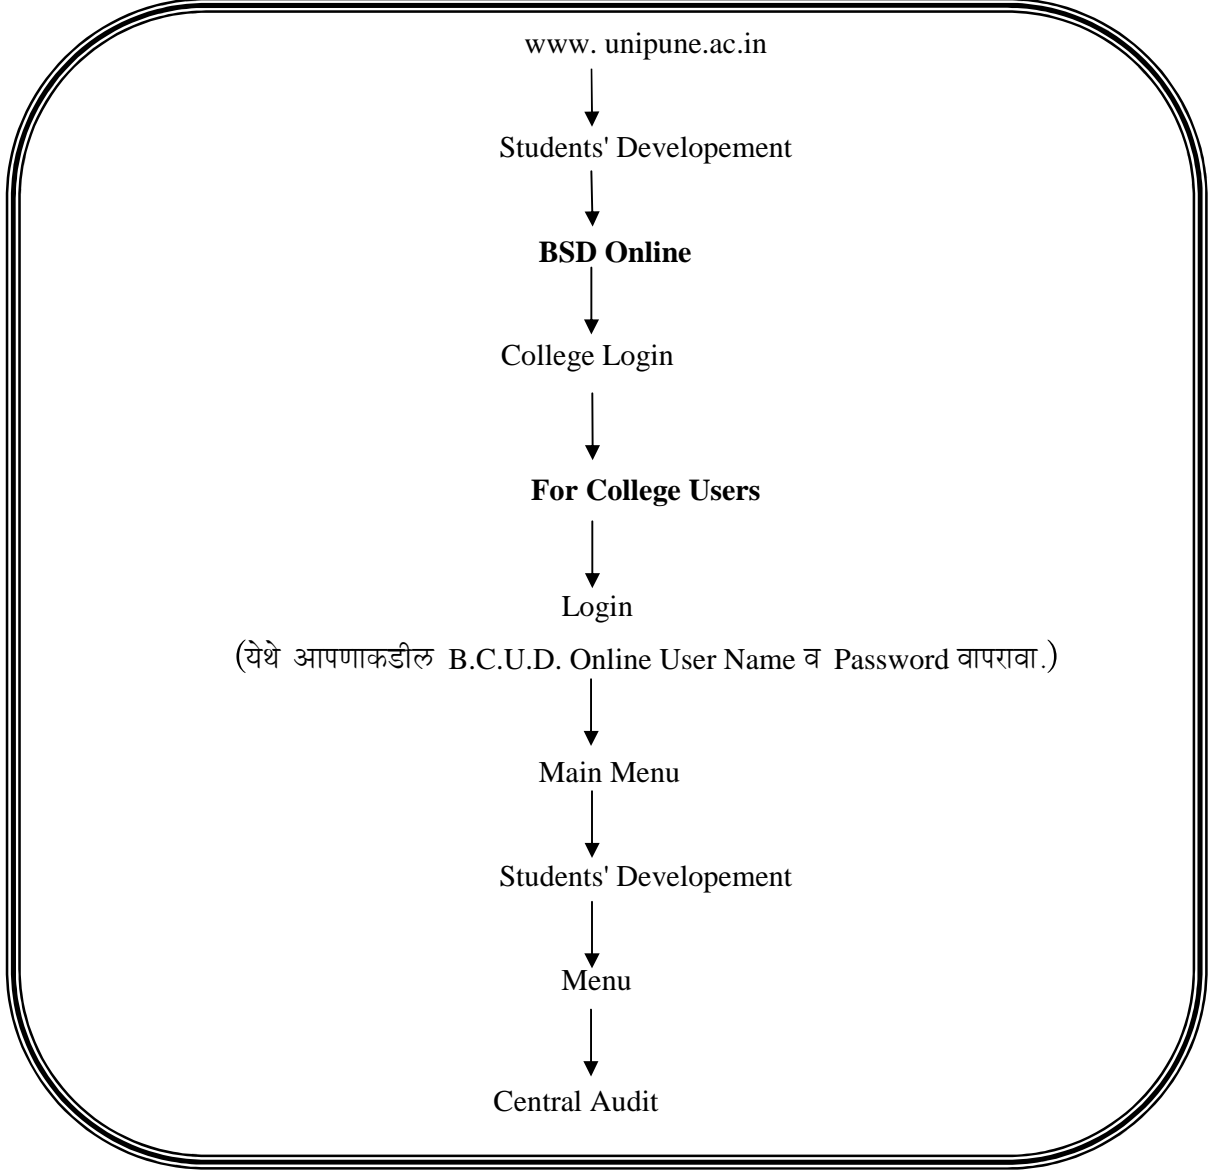 www. unipune.ac.in
Students' Developement
BSD Online
College Login
For College Users
Login
(येथे आपणाकडील B.C.U.D. Online User Name व Password वापरावा.)
Main Menu
Students' Developement
Menu
Central Audit